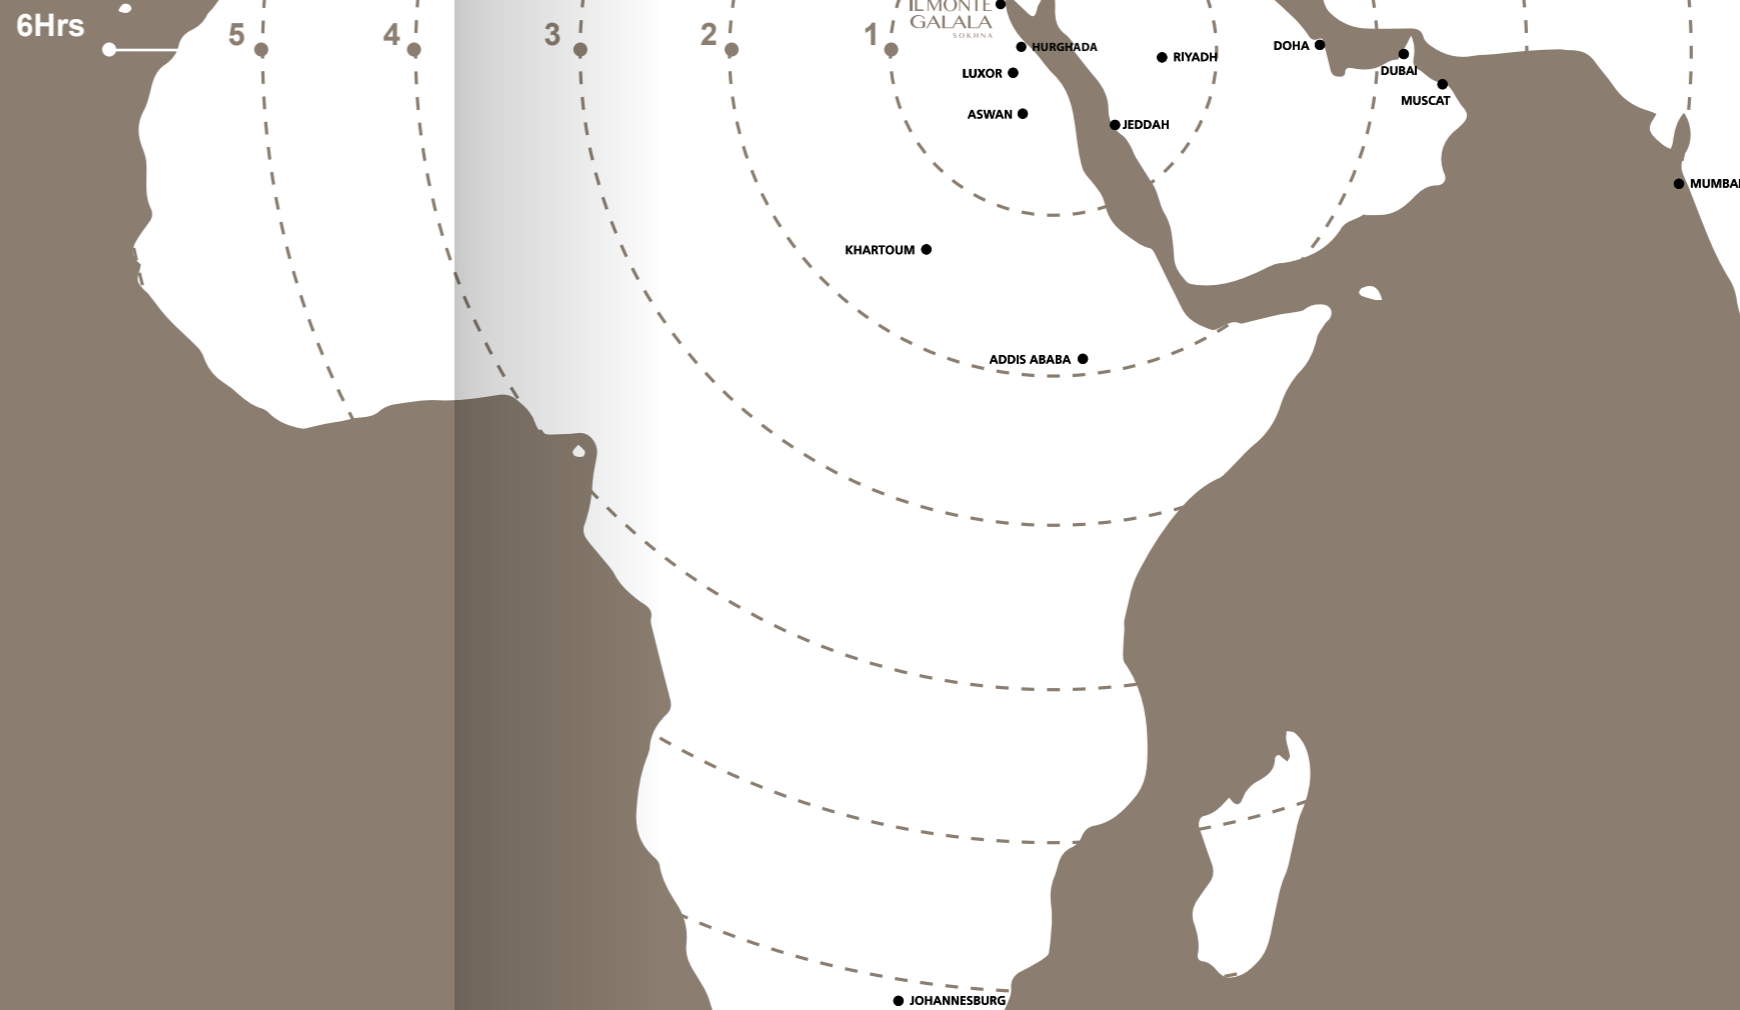 IL MONTE
GALALA
SOKHNA
6Hrs
5
4
3
2
1
HURGHADA
LUXOR
ASWAN
RIYADH
JEDDAH
DOHA
DUBAI
MUSCAT
MUMBAI
KHARTOUM
ADDIS ABABA
JOHANNESBURG